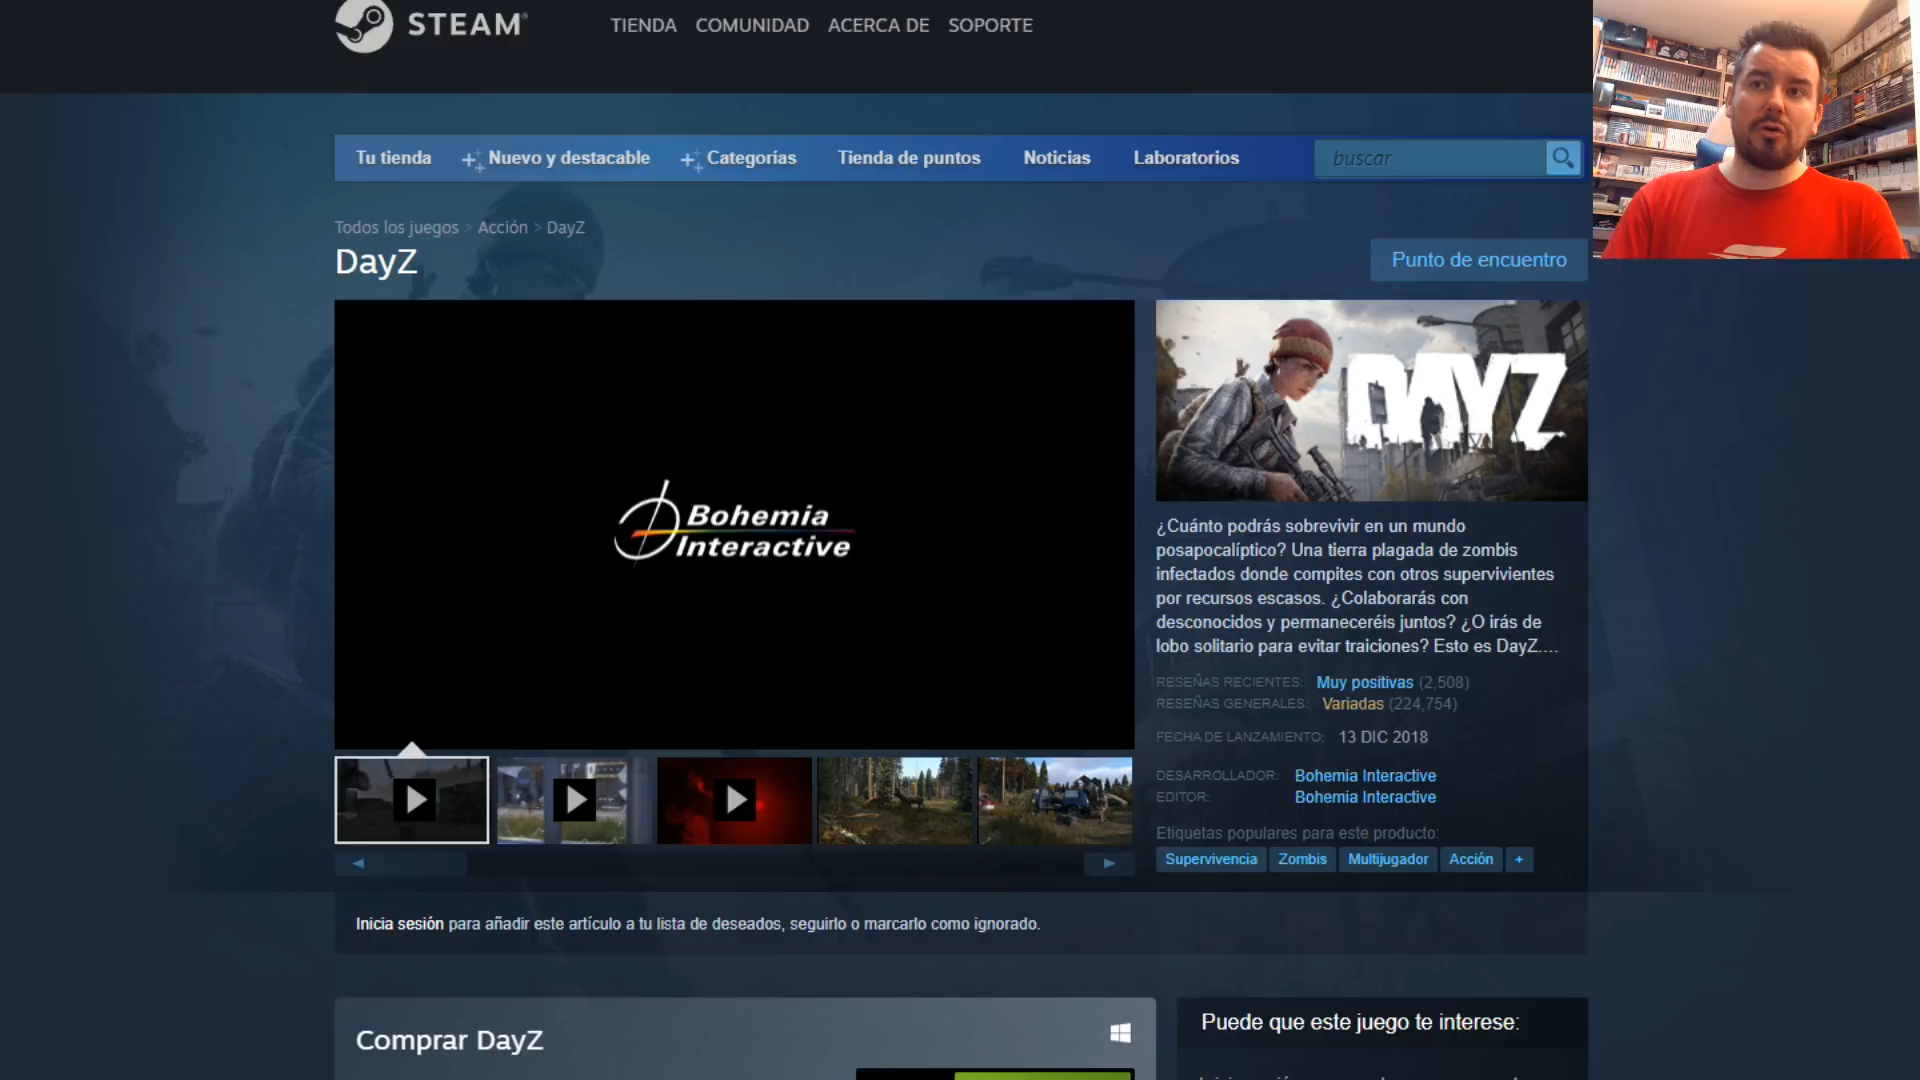 STEAM
TIENDA COMUNIDAD ACERCA DE SOPORTE
Tu tienda Nuevo y destacable Categorías Tienda de puntos Noticias Laboratorios buscar
Todos los juegos > Acción > DayZ
DayZ
Punto de encuentro
Bohemia
Interactive
DAYZ
¿Cuánto podrás sobrevivir en un mundo
posapocalíptico? Una tierra plagada de zombis
infectados donde compites con otros supervivientes
por recursos escasos. ¿Colaborarás con
desconocidos y permaneceréis juntos? ¿O irás de
lobo solitario para evitar traiciones? Esto es DayZ....
RESEÑAS RECIENTES: Muy positivas (2,508)
RESEÑAS GENERALES: Variadas (224,754)
FECHA DE LANZAMIENTO: 13 DIC 2018
DESARROLLADOR: Bohemia Interactive
EDITOR: Bohemia Interactive
Etiquetas populares para este producto:
Supervivencia Zombis Multijugador Acción +
Inicia sesión para añadir este artículo a tu lista de deseados, seguirlo o marcarlo como ignorado.
Comprar DayZ
Puede que este juego te interese: